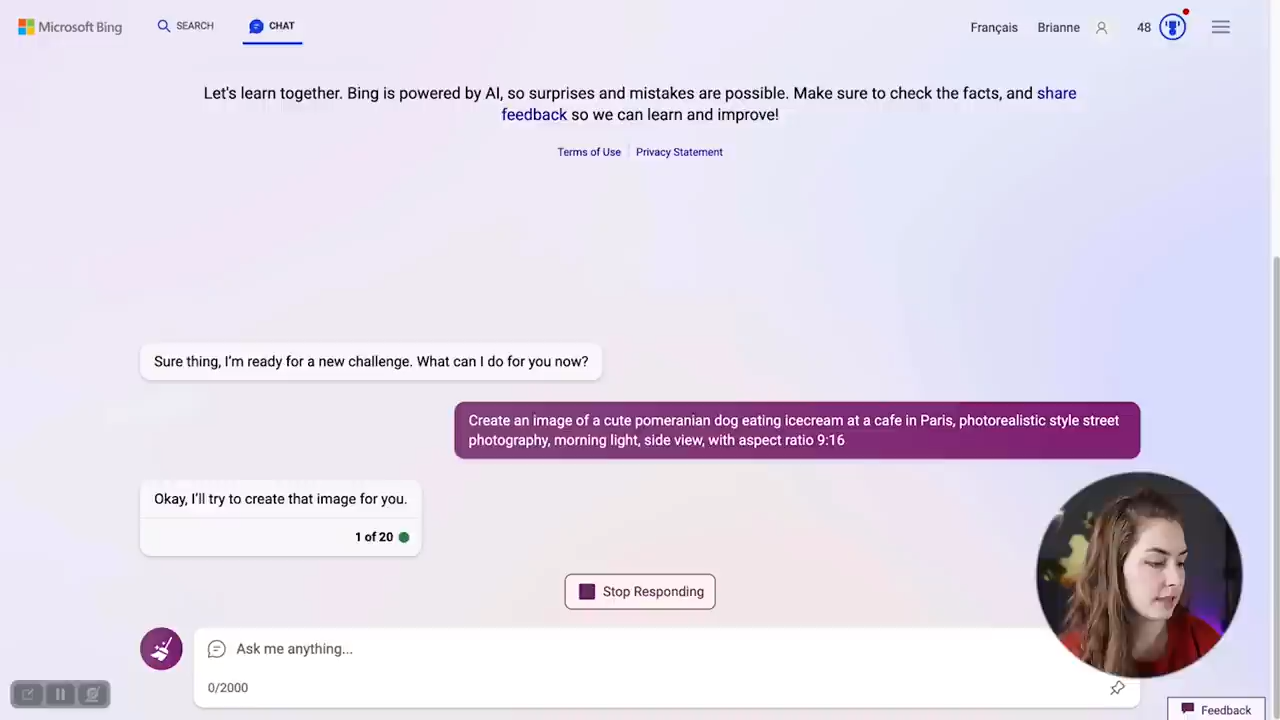 Microsoft Bing
SEARCH
CHAT
Français
Brianne
48
Let's learn together. Bing is powered by AI, so surprises and mistakes are possible. Make sure to check the facts, and share
feedback so we can learn and improve!
Terms of Use
Privacy Statement
Sure thing, I'm ready for a new challenge. What can I do for you now?
Create an image of a cute pomeranian dog eating icecream at a cafe in Paris, photorealistic style street
photography, morning light, side view, with aspect ratio 9:16
Okay, I'll try to create that image for you.
1 of 20
Stop Responding
Ask me anything...
0/2000
Feedback